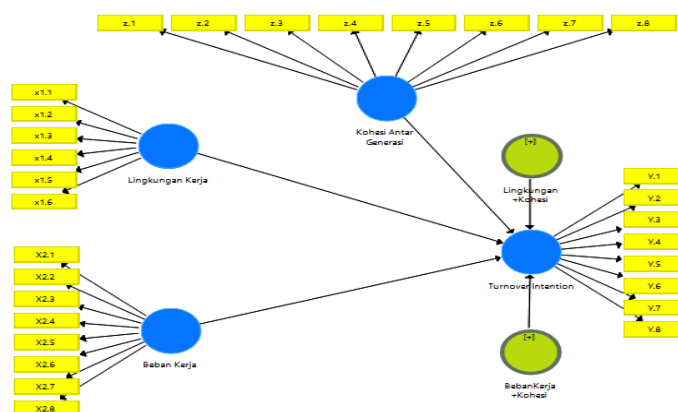 z.1
z.2
z.3
z.4
z.5
z.6
z.7
z.8
x1.1
x1.2
x1.3
x1.4
x1.5
x1.6
Lingkungan Kerja
Kohesi Antar
Generasi
[+]
Lingkungan
+Kohesi
Y.1
Y.2
Y.3
Y.4
Y.5
Y.6
Y.7
Y.8
Turnover Intention
X2.1
X2.2
X2.3
X2.4
X2.5
X2.6
X2.7
X2.8
Beban Kerja
[+]
BebanKerja
+Kohesi